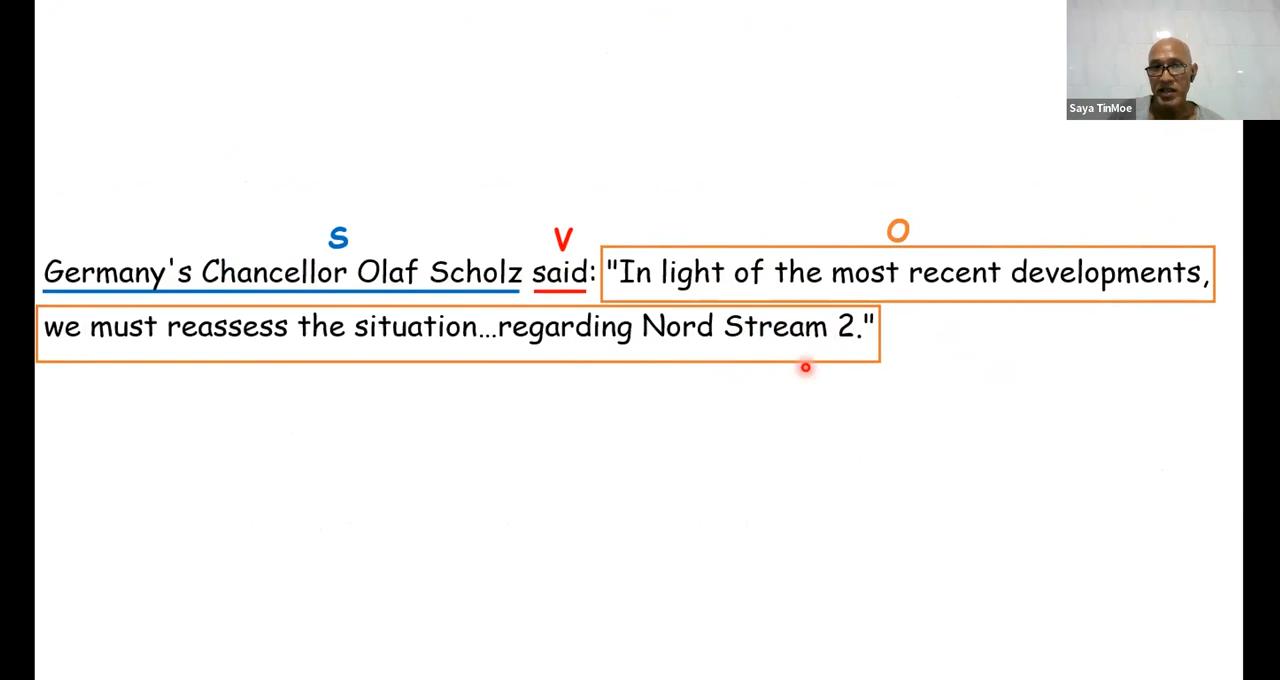 Saya TinMoe
S V O
Germany's Chancellor Olaf Scholz said: "In light of the most recent developments,
we must reassess the situation...regarding Nord Stream 2."